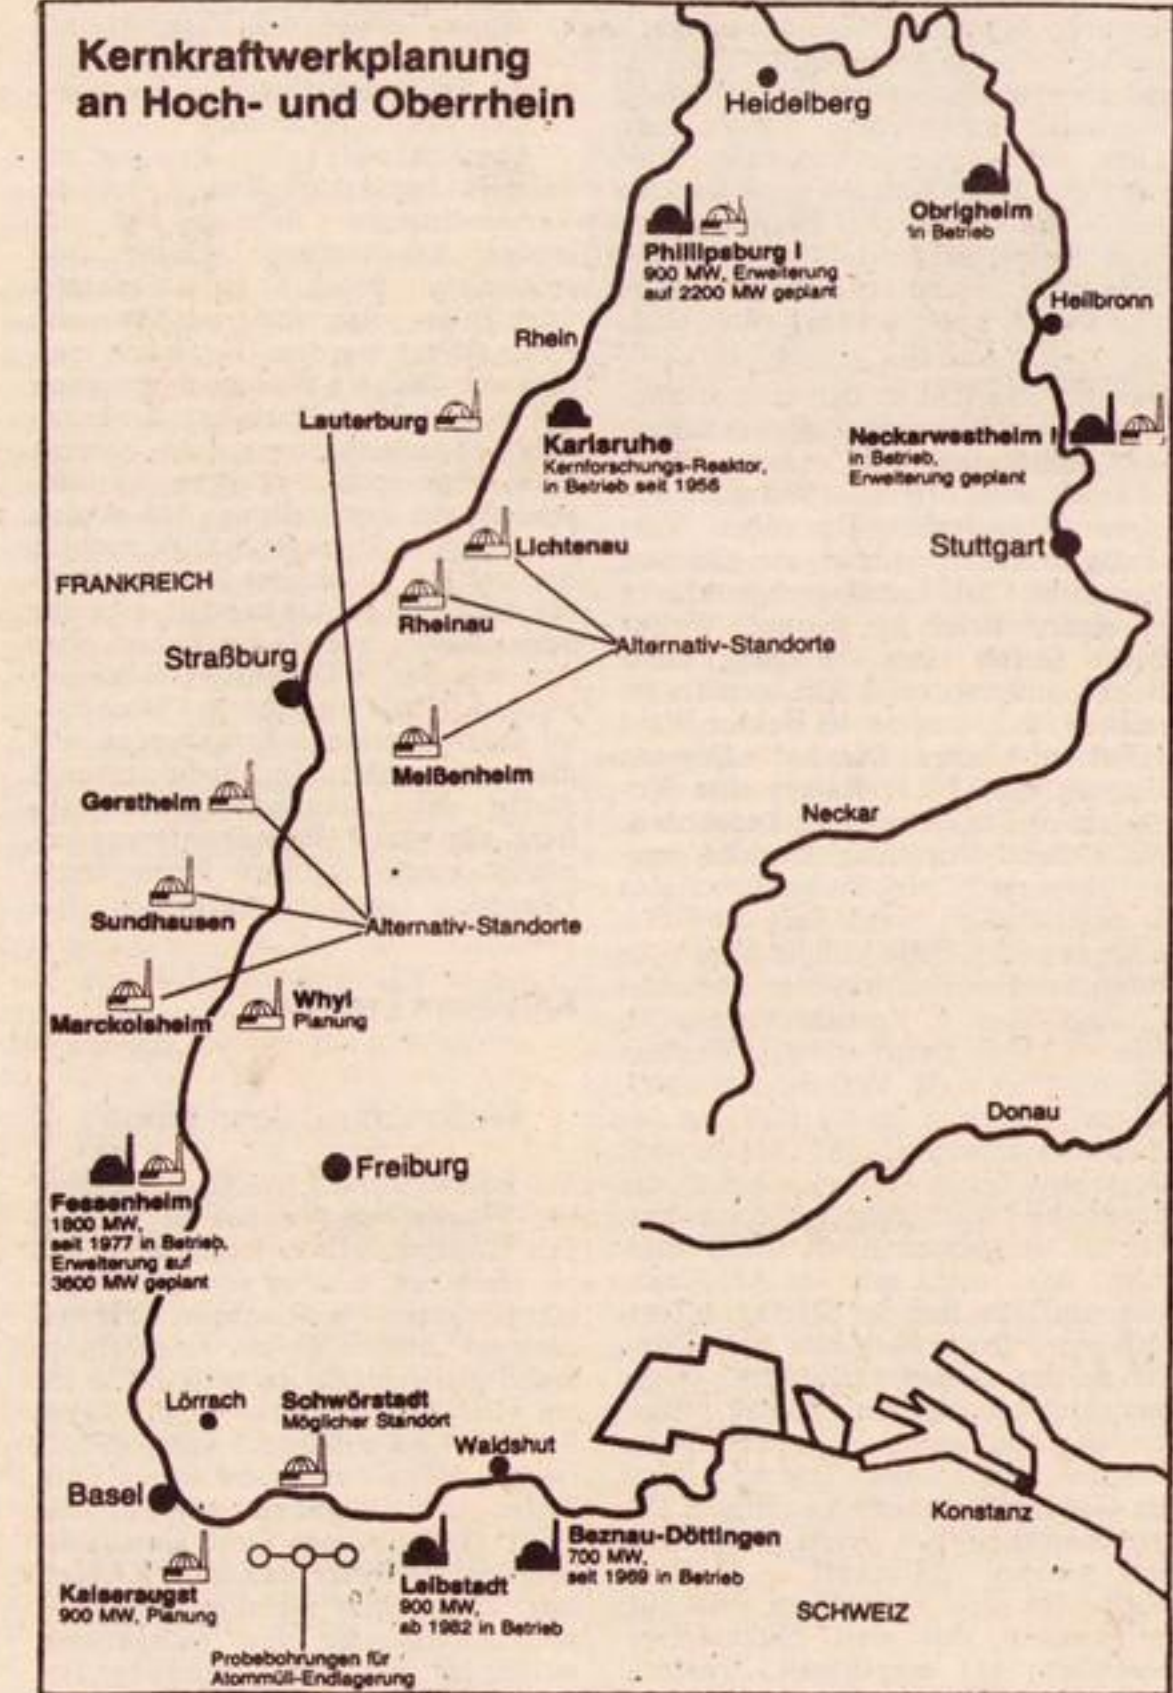 Kernkraftwerkplanung
an Hoch- und Oberrhein
Heidelberg
Obrigheim
in Betrieb
Phillipsburg I
900 MW, Erweiterung
auf 2200 MW geplant
Heilbronn
Rhein
Lauterburg
Karlsruhe
Kernforschungs-Reaktor,
in Betrieb seit 1956
Neckarwestheim I
in Betrieb,
Erweiterung geplant
Lichtenau
Stuttgart
FRANKREICH
Rheinau
Alternativ-Standorte
Straßburg
Meißenheim
Gerstheim
Neckar
Sundhausen
Alternativ-Standorte
Marckolsheim
Whyl
Planung
Donau
Freiburg
Fessenheim
1800 MW,
seit 1977 in Betrieb,
Erweiterung auf
3600 MW geplant
Lörrach
Schwörstadt
Möglicher Standort
Waldshut
Basel
Konstanz
Kaiseraugst
900 MW, Planung
Leibstadt
900 MW,
ab 1982 in Betrieb
Beznau-Döttingen
700 MW,
seit 1969 in Betrieb
SCHWEIZ
Probebohrungen für
Atommüll-Endlagerung